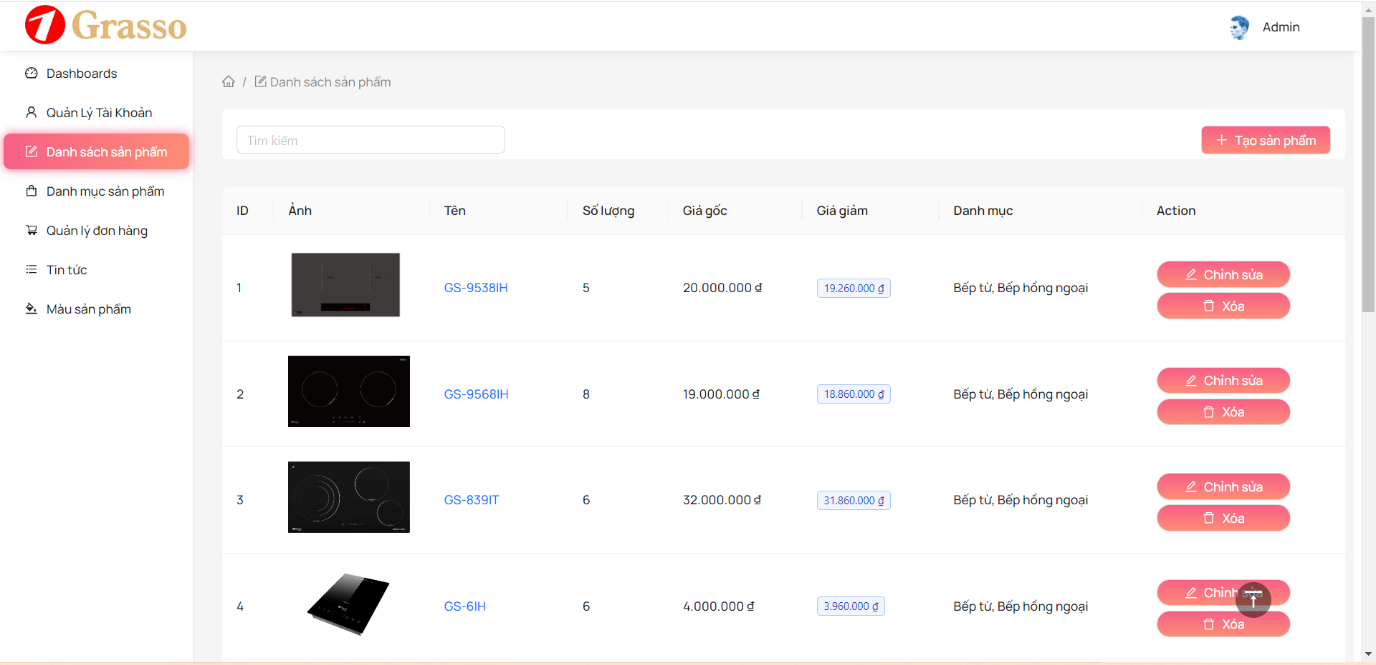 Grasso
Admin
Dashboards
Quản Lý Tài Khoản
Danh sách sản phẩm
Danh mục sản phẩm
Quản lý đơn hàng
Tin tức
Màu sản phẩm
/ Danh sách sản phẩm
Tìm kiếm
+ Tạo sản phẩm
ID Ảnh Tên Số lượng Giá gốc Giá giảm Danh mục Action
1 GS-9538IH 5 20.000.000 ₫ 19.260.000 ₫ Bếp từ, Bếp hồng ngoại
Chỉnh sửa
Xóa
2 GS-9568IH 8 19.000.000 ₫ 18.860.000 ₫ Bếp từ, Bếp hồng ngoại
Chỉnh sửa
Xóa
3 GS-839IT 6 32.000.000 ₫ 31.860.000 ₫ Bếp từ, Bếp hồng ngoại
Chỉnh sửa
Xóa
4 GS-6IH 6 4.000.000 ₫ 3.960.000 ₫ Bếp từ, Bếp hồng ngoại
Chỉnh sửa
Xóa